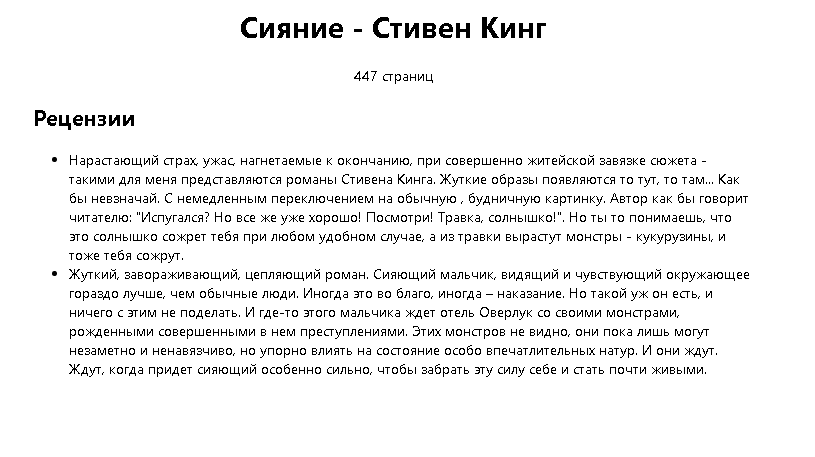 Сияние - Стивен Кинг
447 страниц
Рецензии
• Нарастающий страх, ужас, нагнетаемые к окончанию, при совершенно житейской завязке сюжета -
такими для меня представляются романы Стивена Кинга. Жуткие образы появляются то тут, то там... Как
бы невзначай. С немедленным переключением на обычную , будничную картинку. Автор как бы говорит
читателю: "Испугался? Но все же уже хорошо! Посмотри! Травка, солнышко!". Но ты то понимаешь, что
это солнышко сожрет тебя при любом удобном случае, а из травки вырастут монстры - кукурузины, и
тоже тебя сожрут.
• Жуткий, завораживающий, цепляющий роман. Сияющий мальчик, видящий и чувствующий окружающее
гораздо лучше, чем обычные люди. Иногда это во благо, иногда – наказание. Но такой уж он есть, и
ничего с этим не поделать. И где-то этого мальчика ждет отель Оверлук со своими монстрами,
рожденными совершенными в нем преступлениями. Этих монстров не видно, они пока лишь могут
незаметно и ненавязчиво, но упорно влиять на состояние особо впечатлительных натур. И они ждут.
Ждут, когда придет сияющий особенно сильно, чтобы забрать эту силу себе и стать почти живыми.